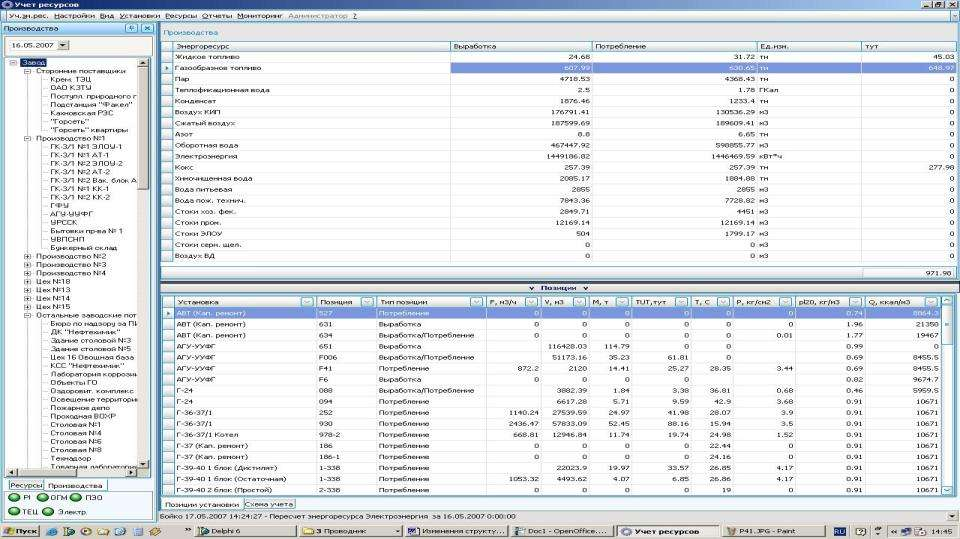 Учет ресурсов
Уч.эн.рес. Настройки Вид Установки Ресурсы Отчеты Мониторинг Администратор ?
Производства
16.05.2007
Завод
Сторонние поставщики
Крем. ТЭЦ
ОАО КЗТУ
Поступл. природного г
Подстанция "Факел"
Кахновская РЭС
"Горсеть"
"Горсеть" квартиры
Производство №1
ГК-3/1 №1 ЭЛОУ-1
ГК-3/1 №1 АТ-1
ГК-3/1 №2 ЭЛОУ-2
ГК-3/1 №2 АТ-2
ГК-3/1 №2 Вак. блок А
ГК-3/1 №1 КК-1
ГК-3/1 №2 КК-2
ГФУ
АГУ-УУФГ
УРССК
Бытовки пр-ва № 1
УВПСНП
Бункерный склад
Производство №2
Производство №3
Производство №4
Цех №18
Цех №13
Цех №14
Цех №15
Остальные заводские пот
Бюро по надзору за ПИ
ДК "Нефтехимик"
Здание столовой №3
Здание столовой №5
Цех 16 Овощная база
КСС "Нефтехимик"
Лаборатория коррозии
Объекты ГО
Оздоровит. комплекс
Освещение территори
Пожарное депо
Проходная ВОХР
Столовая №1
Столовая №4
Столовая №6
Столовая №8
Технадзор
Товарная лаборатори
Ресурсы Производства
PI ОГМ ПЭО
ТЕЦ Электр.
Производства
Энергоресурс Выработка Потребление Ед.изм. тут
Жидкое топливо 24.68 31.72 тн 45.03
Газообразное топливо 607.99 630.65 тн 648.97
Пар 4718.53 4368.43 тн 0
Теплофикационная вода 2.5 1.78 ГКал 0
Конденсат 1876.46 1233.4 тн 0
Воздух КИП 176791.41 130536.29 м3 0
Сжатый воздух 187599.69 189609.41 м3 0
Азот 8.8 6.65 тн 0
Оборотная вода 467447.92 598855.77 м3 0
Электроэнергия 1449186.82 1446469.59 кВт*ч 0
Кокс 257.39 257.39 тн 277.98
Химочищенная вода 2085.17 1884.88 тн 0
Вода питьевая 2855 2855 м3 0
Вода пож. технич. 7843.36 7728.82 м3 0
Стоки хоз. фек. 2849.71 4451 м3 0
Стоки пром. 12169.14 12169.14 м3 0
Стоки ЭЛОУ 504 1799.17 м3 0
Стоки серн. щел. 0 0 м3 0
Воздух ВД 0 0 м3 0
971.98
Позиции
Установка Позиция Тип позиции F, м3/ч V, м3 M, т TUT,тут T, C P, кг/см2 pl20, кг/м3 Q, ккал/м3
АВТ (Кап. ремонт) 527 Потребление 0 0 0 0 0 0 0.74 8864.3
АВТ (Кап. ремонт) 631 Выработка 0 0 0 0 0 0 1.96 21350
АВТ (Кап. ремонт) 634 Выработка/Потребление 0 0 0 0 0 0.01 1.77 19467
АГУ-УУФГ 651 Выработка 116428.03 114.79 0 0 0.99 0
АГУ-УУФГ F006 Выработка/Потребление 51173.16 35.23 61.81 0 0.69 8455.5
АГУ-УУФГ F41 Потребление 872.2 2120 14.41 25.27 28.35 3.44 0.69 8455.5
АГУ-УУФГ F6 Выработка 0 0 0 0 0.82 9674.7
Г-24 088 Выработка/Потребление 3882.39 1.84 3.38 36.81 0.68 0.46 5959.5
Г-24 094 Потребление 6617.28 5.71 9.59 42.9 3.68 0.91 10671
Г-36-37/1 252 Потребление 1140.24 27539.59 24.97 41.98 28.07 3.9 0.91 10671
Г-36-37/1 930 Потребление 2436.47 57833.09 52.45 88.16 15.94 3.5 0.91 10671
Г-36-37/1 Котел 978-2 Потребление 668.81 12946.84 11.74 19.74 24.98 1.52 0.91 10671
Г-37 (Кап. ремонт) 186 Потребление 0 0 0 22.44 0 0.91 10671
Г-37 (Кап. ремонт) 186-1 Потребление 0 0 0 24.16 0 0.91 10671
Г-39-40 1 блок (Дистилат) 1-338 Потребление 22023.9 19.97 33.57 26.85 4.17 0.91 10671
Г-39-40 1 блок (Остаточная) 1-338 Потребление 1053.32 4493.62 4.07 6.85 26.86 4.17 0.91 10671
Г-39-40 2 блок (Простой) 2-338 Потребление 0 0 0 19 0 0.91 10671
Позиции установки Схема учета
Бойко 17.05.2007 14:24:27 - Пересчет энергоресурса Электроэнергия за 16.05.2007 0:00:00
Пуск Delphi 6 3 Проводник Изменения структу... Doc1 - OpenOffice.... Учет ресурсов P41.JPG - Paint RU 14:45